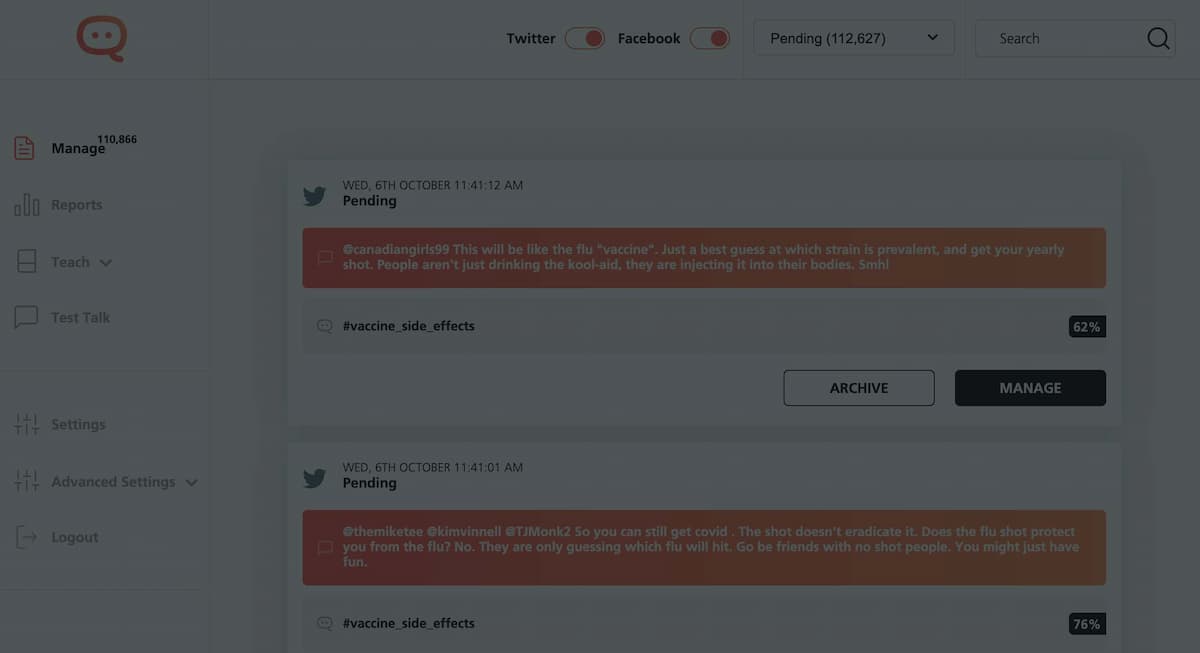 Twitter Facebook Pending (112,627) Search
Manage 110,866
Reports
Teach
Test Talk
Settings
Advanced Settings
Logout
WED, 6TH OCTOBER 11:41:12 AM
Pending
@canadiangirls99 This will be like the flu "vaccine". Just a best guess at which strain is prevalent, and get your yearly
shot. People aren't just drinking the kool-aid, they are injecting it into their bodies. Smh!
#vaccine_side_effects 62%
ARCHIVE MANAGE
WED, 6TH OCTOBER 11:41:01 AM
Pending
@themiketee @kimvinnell @TJMonk2 So you can still get covid . The shot doesn't eradicate it. Does the flu shot protect
you from the flu? No. They are only guessing which flu will hit. Go be friends with no shot people. You might just have
fun.
#vaccine_side_effects 76%